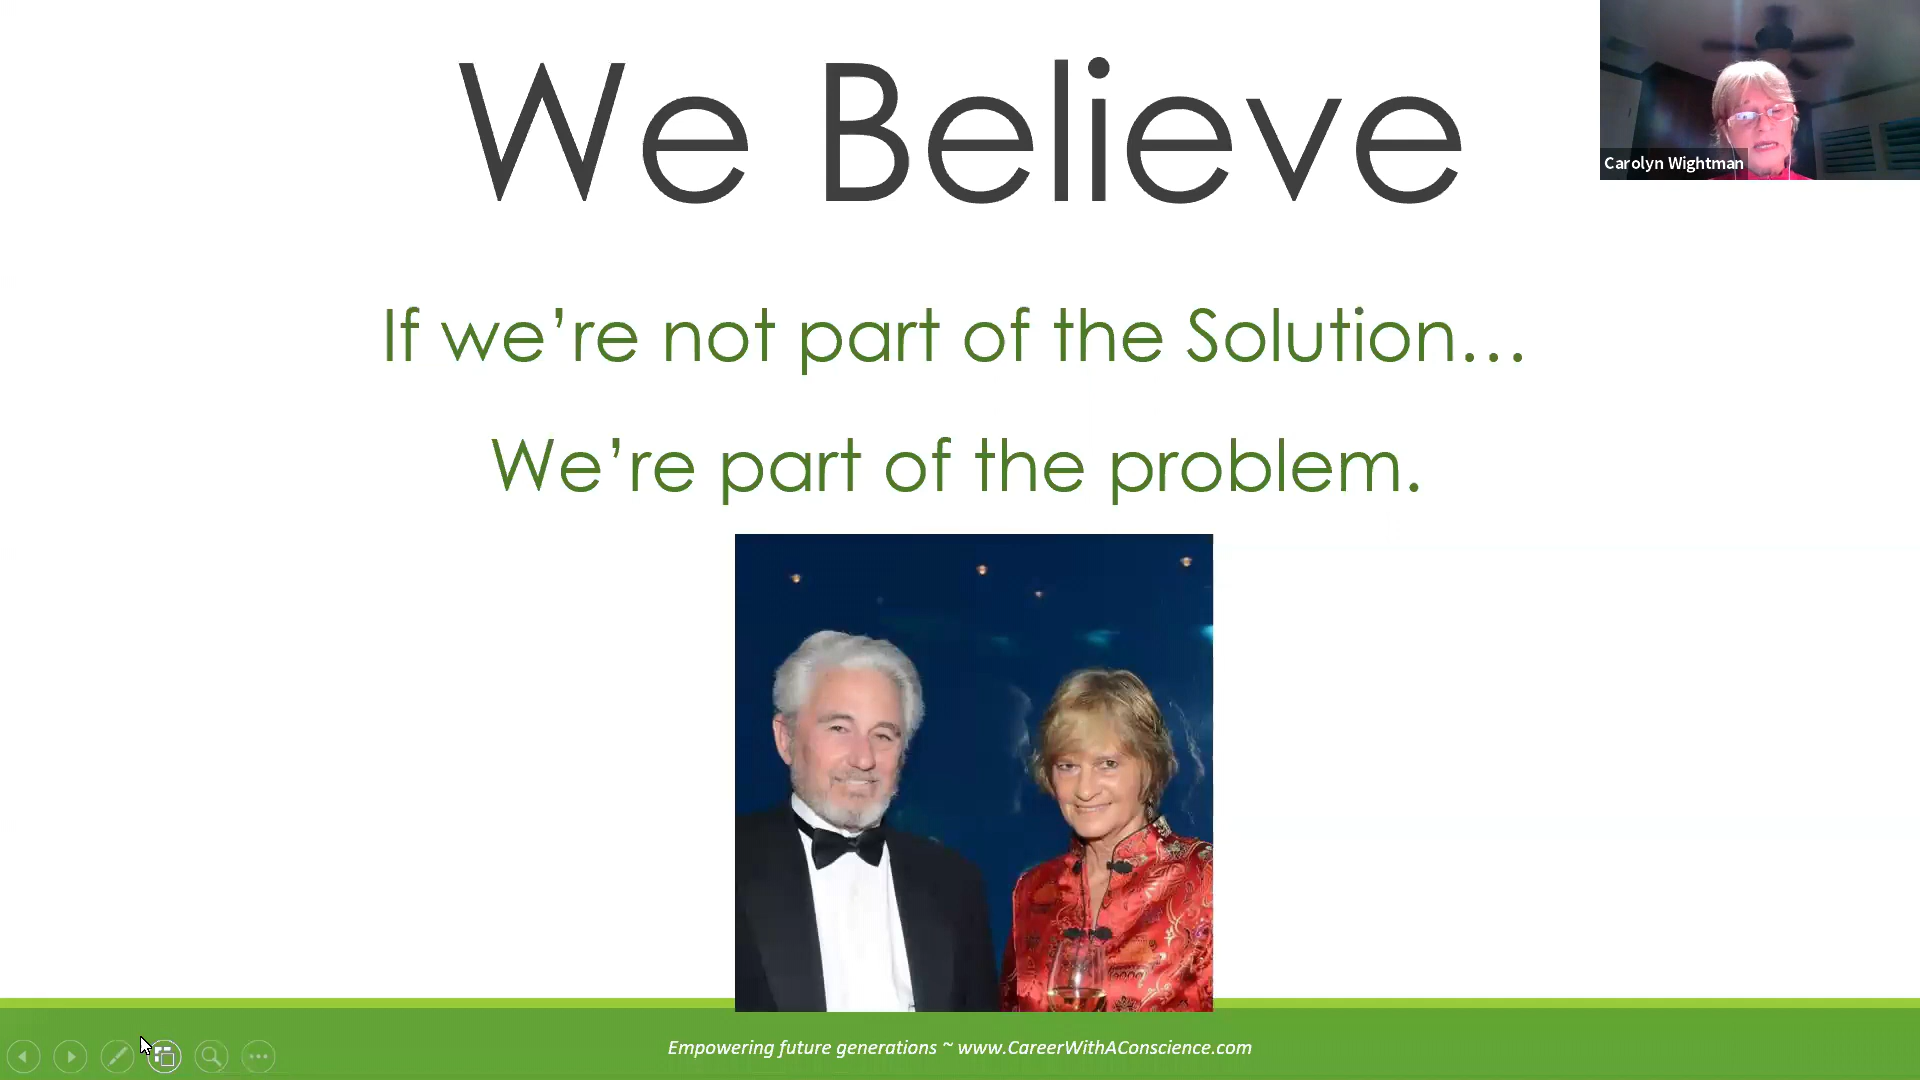 We Believe
Carolyn Wightman
If we’re not part of the Solution…
We’re part of the problem.
Empowering future generations ~ www.CareerWithAConscience.com